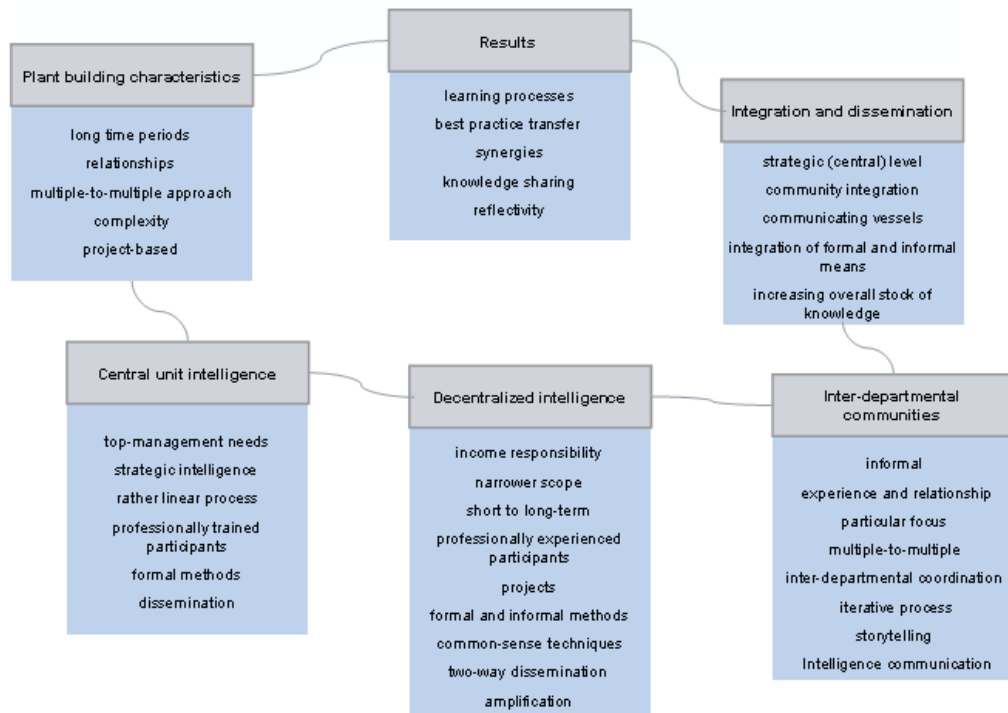 Plant building characteristics
long time periods
relationships
multiple-to-multiple approach
complexity
project-based
Results
learning processes
best practice transfer
synergies
knowledge sharing
reflectivity
Integration and dissemination
strategic (central) level
community integration
communicating vessels
integration of formal and informal
means
increasing overall stock of
knowledge
Central unit intelligence
top-management needs
strategic intelligence
rather linear process
professionally trained
participants
formal methods
dissemination
Decentralized intelligence
income responsibility
narrower scope
short to long-term
professionally experienced
participants
projects
formal and informal methods
common-sense techniques
two-way dissemination
amplification
Inter-departmental
communities
informal
experience and relationship
particular focus
multiple-to-multiple
inter-departmental coordination
iterative process
storytelling
Intelligence communication